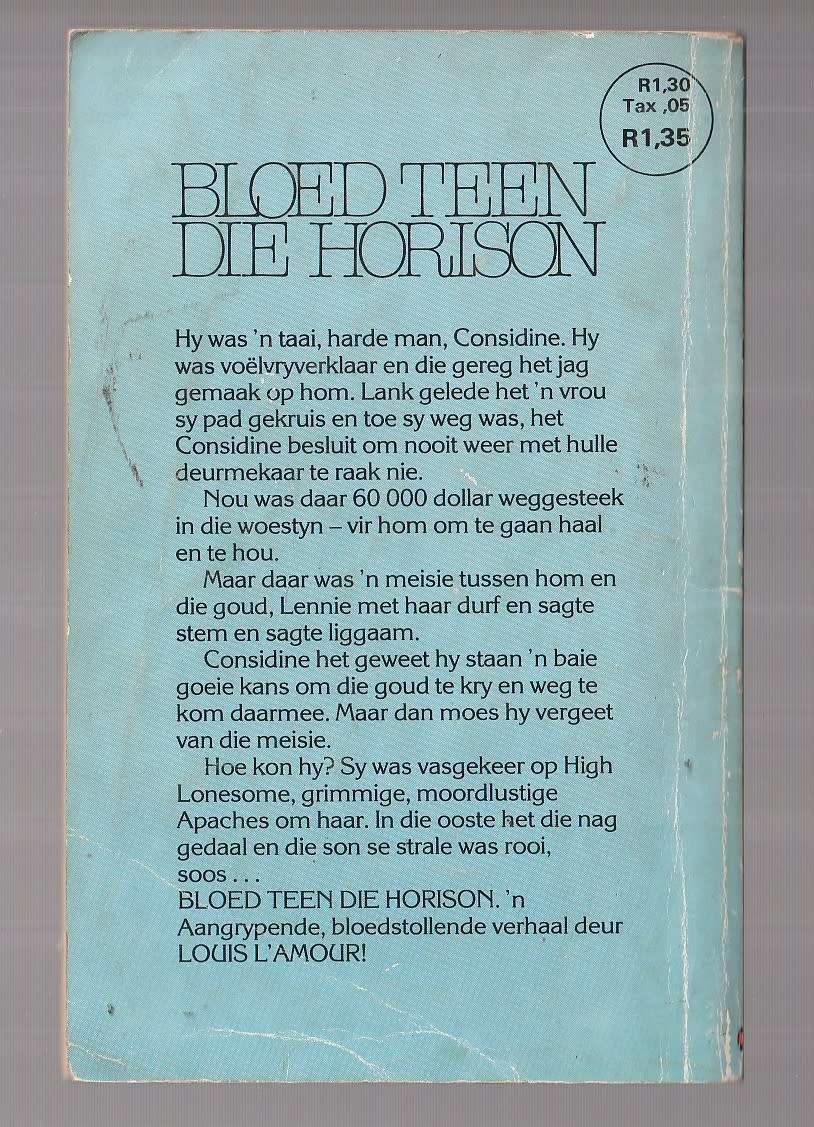 R1,30
Tax ,05
R1,35
BLOED TEEN
DIE HORISON
Hy was 'n taai, harde man, Considine. Hy
was voëlvryverklaar en die gereg het jag
gemaak op hom. Lank gelede het 'n vrou
sy pad gekruis en toe sy weg was, het
Considine besluit om nooit weer met hulle
deurmekaar te raak nie.
Nou was daar 60 000 dollar weggesteek
in die woestyn – vir hom om te gaan haal
en te hou.
Maar daar was 'n meisie tussen hom en
die goud, Lennie met haar durf en sagte
stem en sagte liggaam.
Considine het geweet hy staan 'n baie
goeie kans om die goud te kry en weg te
kom daarmee. Maar dan moes hy vergeet
van die meisie.
Hoe kon hy? Sy was vasgekeer op High
Lonesome, grimmige, moordlustige
Apaches om haar. In die ooste het die nag
gedaal en die son se strale was rooi,
soos . . .
BLOED TEEN DIE HORISON. 'n
Aangrypende, bloedstollende verhaal deur
LOUIS L'AMOUR!